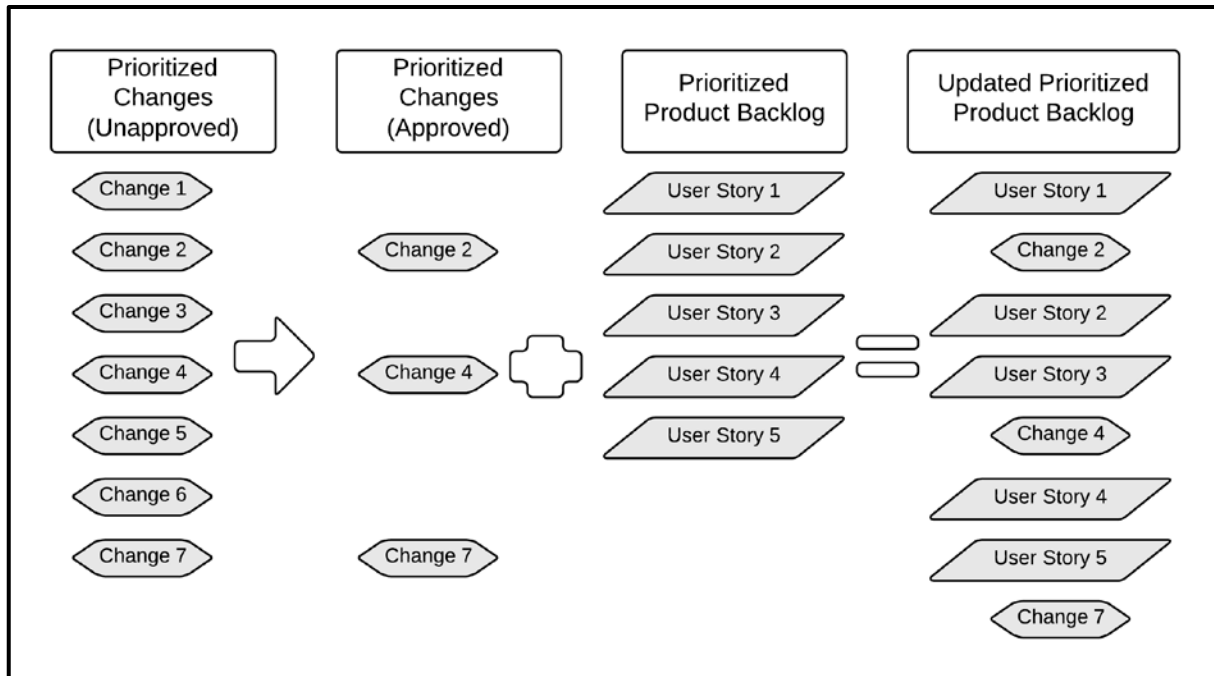 Prioritized
Changes
(Unapproved)
Prioritized
Changes
(Approved)
Prioritized
Product Backlog
Updated Prioritized
Product Backlog
Change 1
Change 2
Change 3
Change 4
Change 5
Change 6
Change 7
Change 2
Change 4
Change 7
User Story 1
User Story 2
User Story 3
User Story 4
User Story 5
User Story 1
Change 2
User Story 2
User Story 3
Change 4
User Story 4
User Story 5
Change 7